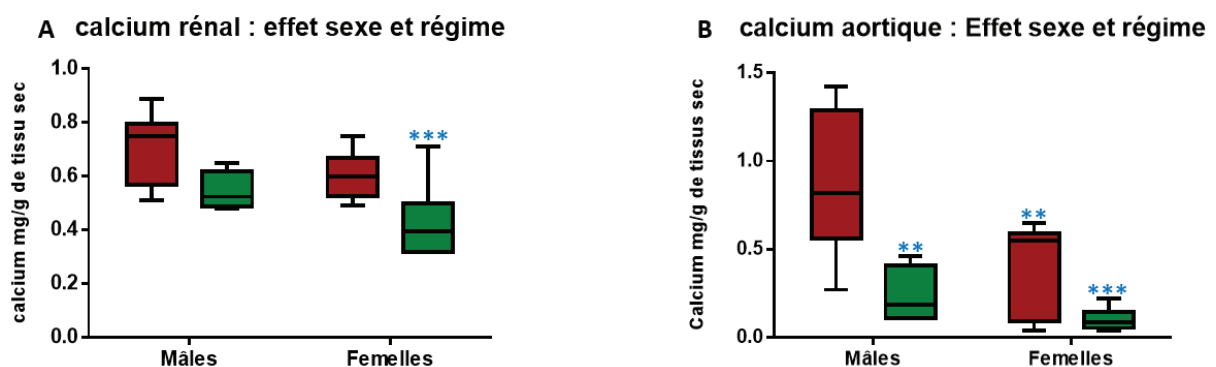 A calcium rénal : effet sexe et régime
calcium mg/g de tissu sec
1.0
0.8
0.6
0.4
0.2
0.0
***
Mâles
Femelles
B calcium aortique : Effet sexe et régime
Calcium mg/g de tissus sec
1.5
1.0
0.5
0.0
**
**
***
Mâles
Femelles